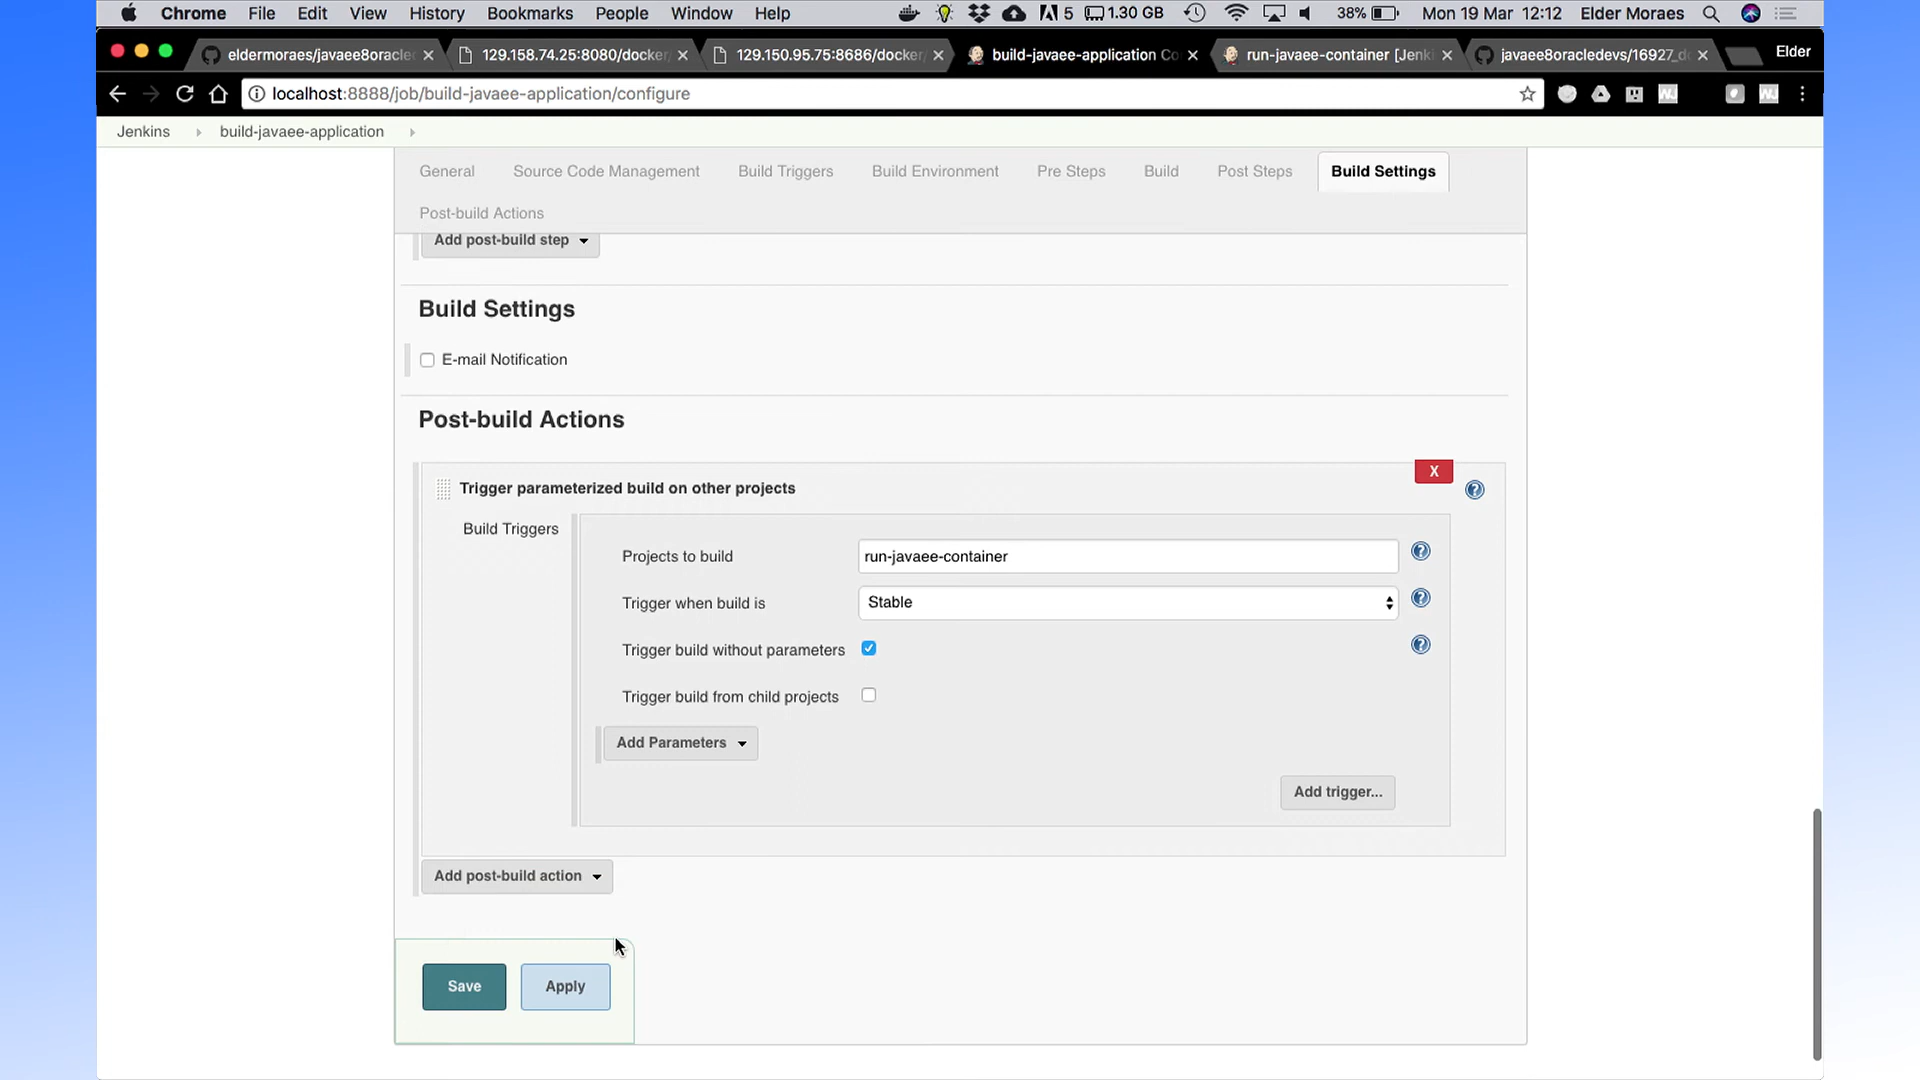 Chrome File Edit View History Bookmarks People Window Help 5 1.30 GB 38% Mon 19 Mar 12:12 Elder Moraes
eldermoraes/javaee8oracle 129.158.74.25:8080/docker 129.150.95.75:8686/docker build-javaee-application Co run-javaee-container [Jenki javaee8oracledevs/16927_d Elder
localhost:8888/job/build-javaee-application/configure
Jenkins build-javaee-application
General Source Code Management Build Triggers Build Environment Pre Steps Build Post Steps Build Settings
Post-build Actions
Add post-build step
Build Settings
E-mail Notification
Post-build Actions
X
Trigger parameterized build on other projects
Build Triggers
Projects to build run-javaee-container
Trigger when build is Stable
Trigger build without parameters
Trigger build from child projects
Add Parameters
Add trigger...
Add post-build action
Save Apply